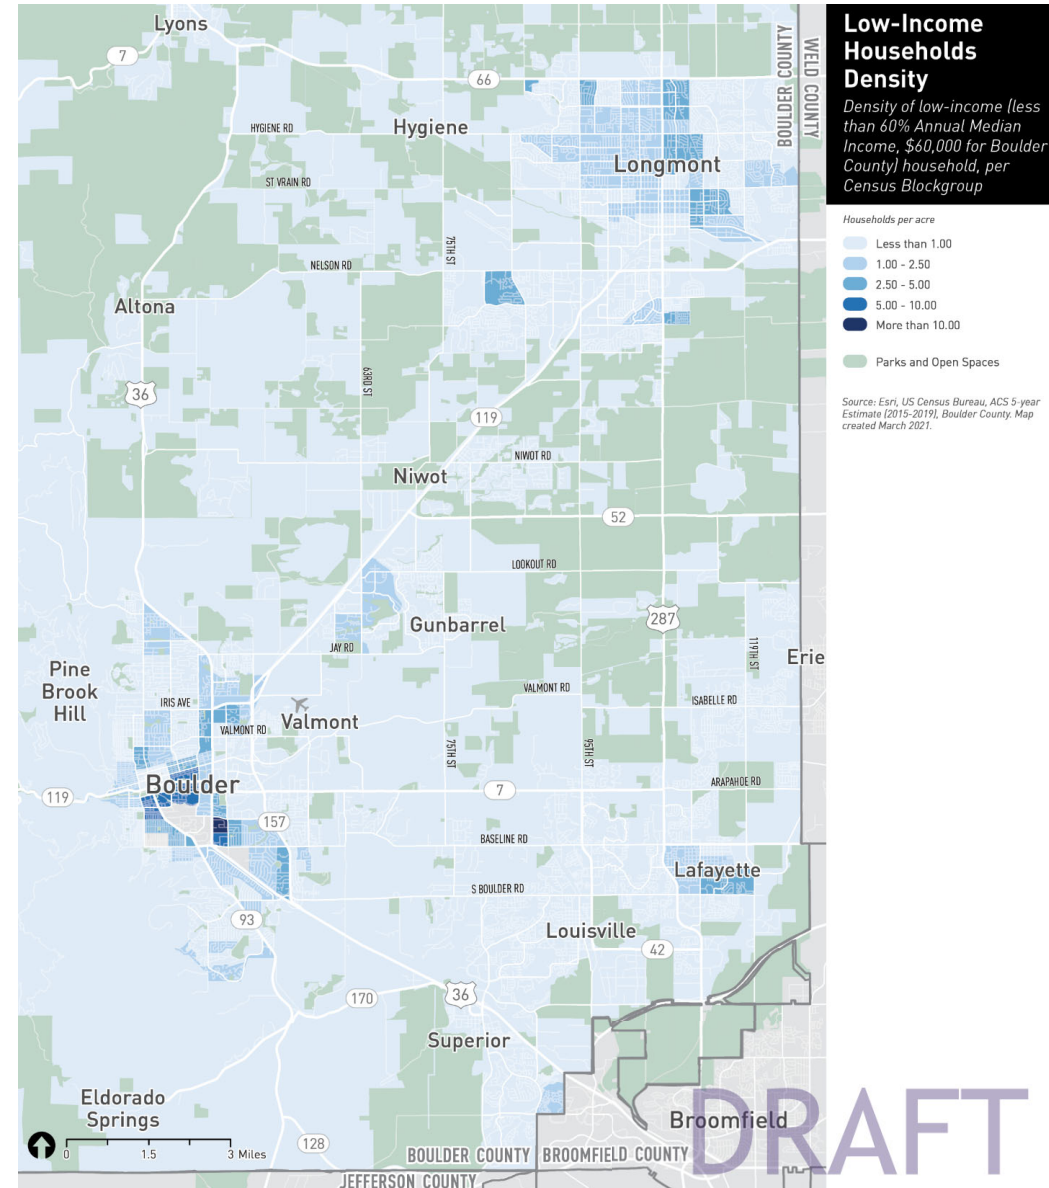 Low-Income
Households
Density
Density of low-income (less
than 60% Annual Median
Income, $60,000 for Boulder
County) household, per
Census Blockgroup
Households per acre
Less than 1.00
1.00 - 2.50
2.50 - 5.00
5.00 - 10.00
More than 10.00
Parks and Open Spaces
Source: Esri, US Census Bureau, ACS 5-year
Estimate (2015-2019), Boulder County. Map
created March 2021.
Lyons
7
66
BOULDER COUNTY
WELD COUNTY
HYGIENE RD
Hygiene
Longmont
ST VRAIN RD
75TH ST
NELSON RD
Altona
63RD ST
36
119
NIWOT RD
Niwot
52
LOOKOUT RD
287
Gunbarrel
JAY RD
119TH ST
Erie
Pine
Brook
Hill
VALMONT RD
IRIS AVE
ISABELLE RD
Valmont
VALMONT RD
75TH ST
95TH ST
Boulder
ARAPAHOE RD
119
7
157
BASELINE RD
Lafayette
S BOULDER RD
93
Louisville
42
170
36
Superior
Eldorado
Springs
Broomfield
DRAFT
0
1.5
3 Miles
128
BOULDER COUNTY
BROOMFIELD COUNTY
JEFFERSON COUNTY